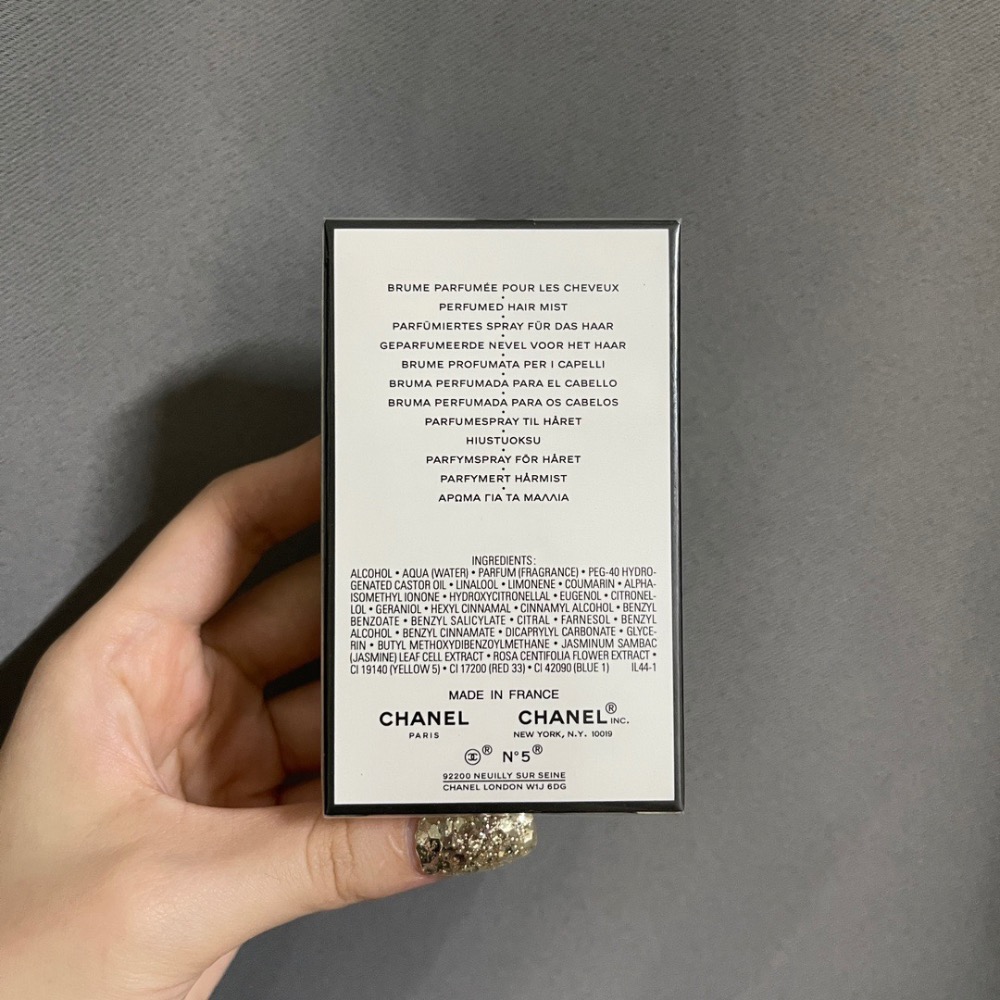 BRUME PARFUMÉE POUR LES CHEVEUX
•
PERFUMED HAIR MIST
•
PARFÜMIERTES SPRAY FÜR DAS HAAR
•
GEPARFUMEERDE NEVEL VOOR HET HAAR
•
BRUME PROFUMATA PER I CAPELLI
•
BRUMA PERFUMADA PARA EL CABELLO
•
BRUMA PERFUMADA PARA OS CABELOS
•
PARFUMESPRAY TIL HÅRET
•
HIUSTUOKSU
•
PARFYMSPRAY FÖR HÅRET
•
PARFYMERT HÅRMIST
•
ΑΡΩΜΑ ΓΙΑ ΤΑ ΜΑΛΛΙΑ
INGREDIENTS:
ALCOHOL • AQUA (WATER) • PARFUM (FRAGRANCE) • PEG-40 HYDRO-
GENATED CASTOR OIL • LINALOOL • LIMONENE • COUMARIN • ALPHA-
ISOMETHYL IONONE • HYDROXYCITRONELLAL • EUGENOL • CITRONEL-
LOL • GERANIOL • HEXYL CINNAMAL • CINNAMYL ALCOHOL • BENZYL
BENZOATE • BENZYL SALICYLATE • CITRAL • FARNESOL • BENZYL
ALCOHOL • BENZYL CINNAMATE • DICAPRYLYL CARBONATE • GLYCE-
RIN • BUTYL METHOXYDIBENZOYLMETHANE • JASMINUM SAMBAC
(JASMINE) LEAF CELL EXTRACT • ROSA CENTIFOLIA FLOWER EXTRACT •
CI 19140 (YELLOW 5) • CI 17200 (RED 33) • CI 42090 (BLUE 1) IL44-1
MADE IN FRANCE
CHANEL CHANEL® INC.
PARIS NEW YORK, N.Y. 10019
® N°5®
92200 NEUILLY SUR SEINE
CHANEL LONDON W1J 6DG